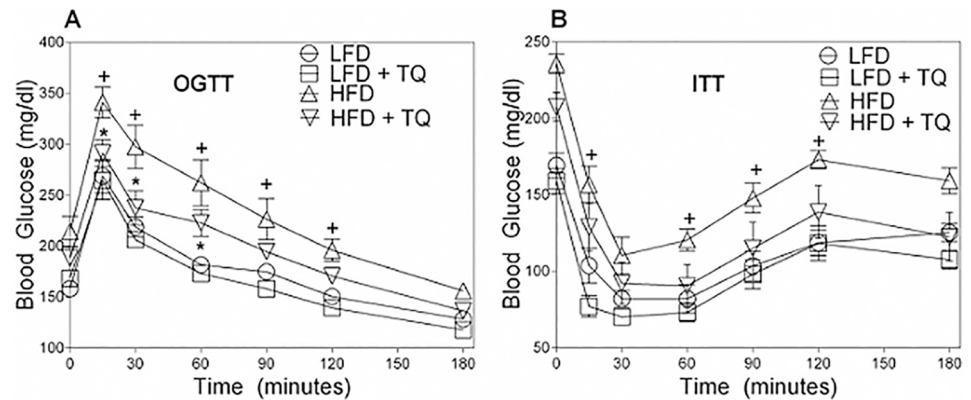 A
OGTT
LFD
LFD + TQ
HFD
HFD + TQ
Blood Glucose (mg/dl)
400
350
300
250
200
150
100
+
+
+
+
+
*
*
*
0
30
60
90
120
150
180
Time (minutes)
B
ITT
LFD
LFD + TQ
HFD
HFD + TQ
Blood Glucose (mg/dl)
250
200
150
100
50
+
+
+
+
0
30
60
90
120
150
180
Time (minutes)